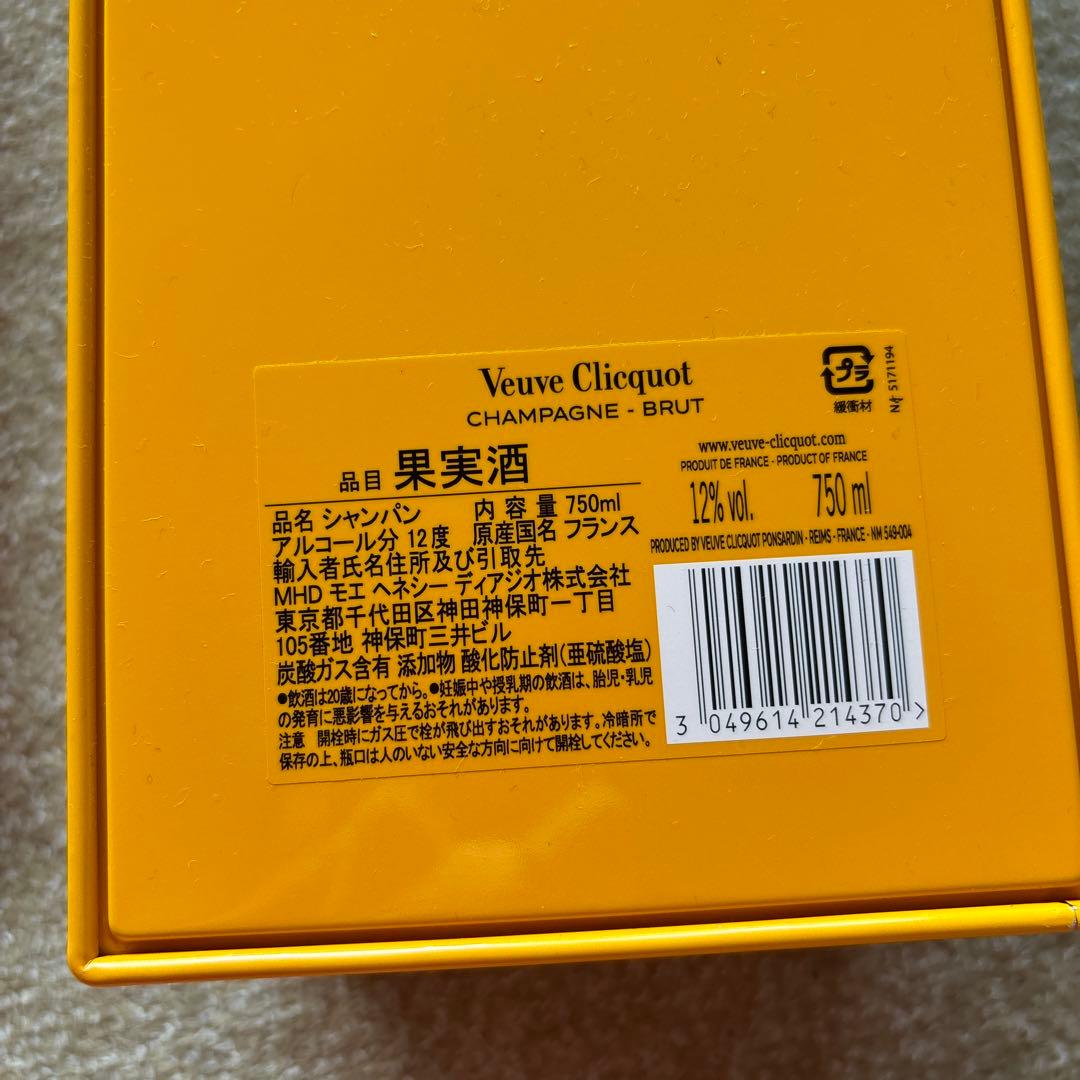 Veuve Clicquot
CHAMPAGNE - BRUT
プラ
緩衝材
5171194
品目 果実酒
品名 シャンパン 内容量 750ml
アルコール分 12度 原産国名 フランス
輸入者氏名住所及び引取先
MHD モエ ヘネシー ディアジオ株式会社
東京都千代田区神田神保町一丁目
105番地 神保町三井ビル
炭酸ガス含有 添加物 酸化防止剤(亜硫酸塩)
●飲酒は20歳になってから。●妊娠中や授乳期の飲酒は、胎児・乳児
の発育に悪影響を与えるおそれがあります。
注意 開栓時にガス圧で栓が飛び出すおそれがあります。冷暗所で
保存の上、瓶口は人のいない安全な方向に向けて開栓してください。
www.veuve-clicquot.com
PRODUIT DE FRANCE - PRODUCT OF FRANCE
12% vol. 750 ml
PRODUCED BY VEUVE CLICQUOT PONSARDIN - REIMS - FRANCE - NM 549-004
3 049614 214370 >